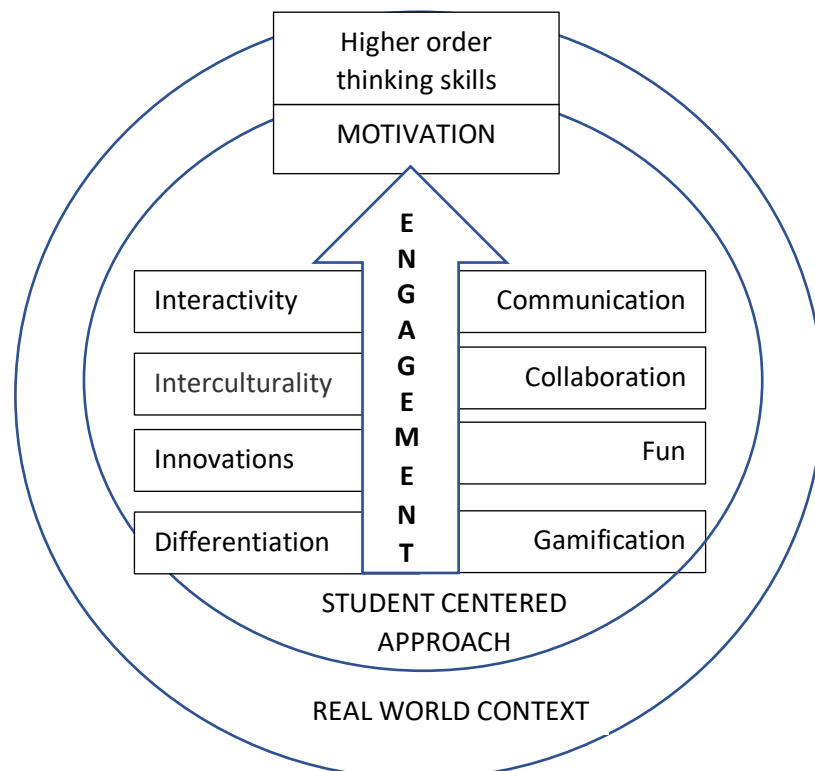 Higher order
thinking skills
MOTIVATION
ENGAGEMENT
Interactivity
Communication
Interculturality
Collaboration
Innovations
Fun
Differentiation
Gamification
STUDENT CENTERED
APPROACH
REAL WORLD CONTEXT